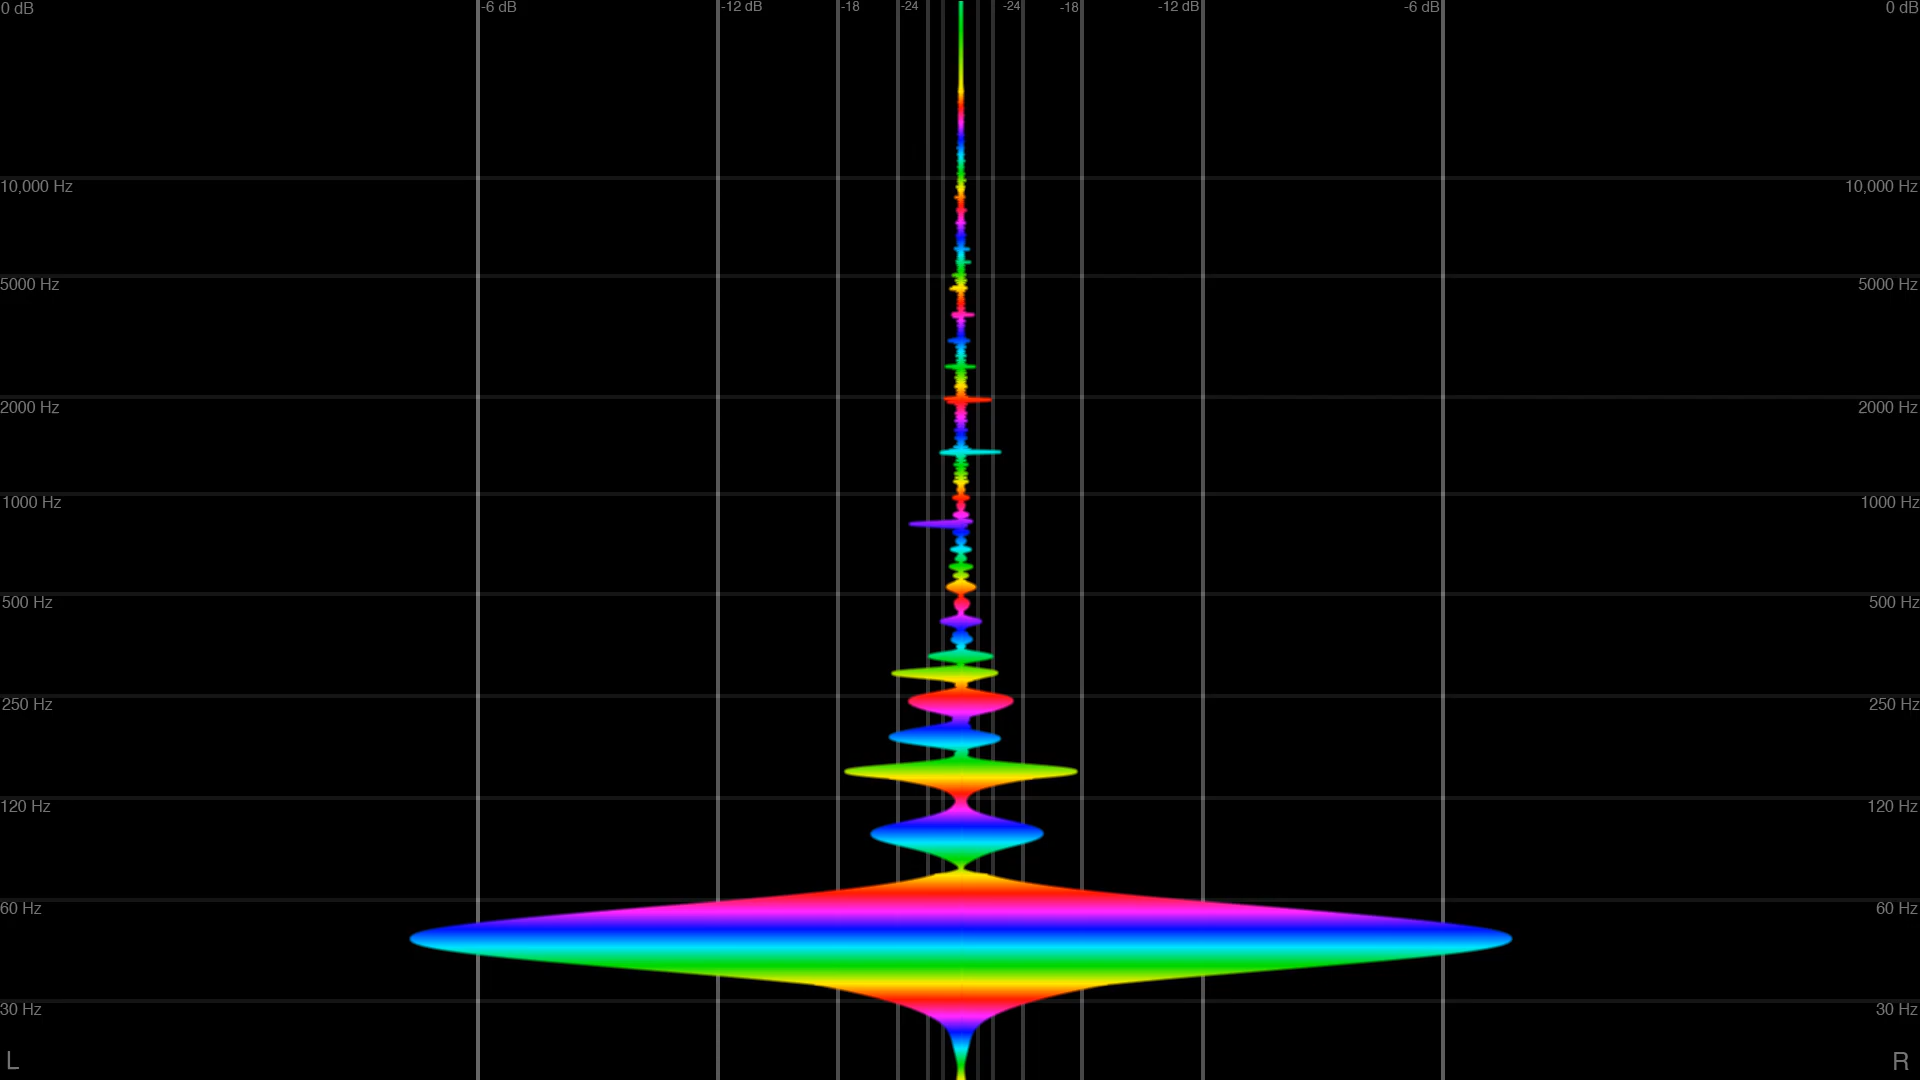 0 dB -6 dB -12 dB -18 -24 -24 -18 -12 dB -6 dB 0 dB
10,000 Hz 10,000 Hz
5000 Hz 5000 Hz
2000 Hz 2000 Hz
1000 Hz 1000 Hz
500 Hz 500 Hz
250 Hz 250 Hz
120 Hz 120 Hz
60 Hz 60 Hz
30 Hz 30 Hz
L R